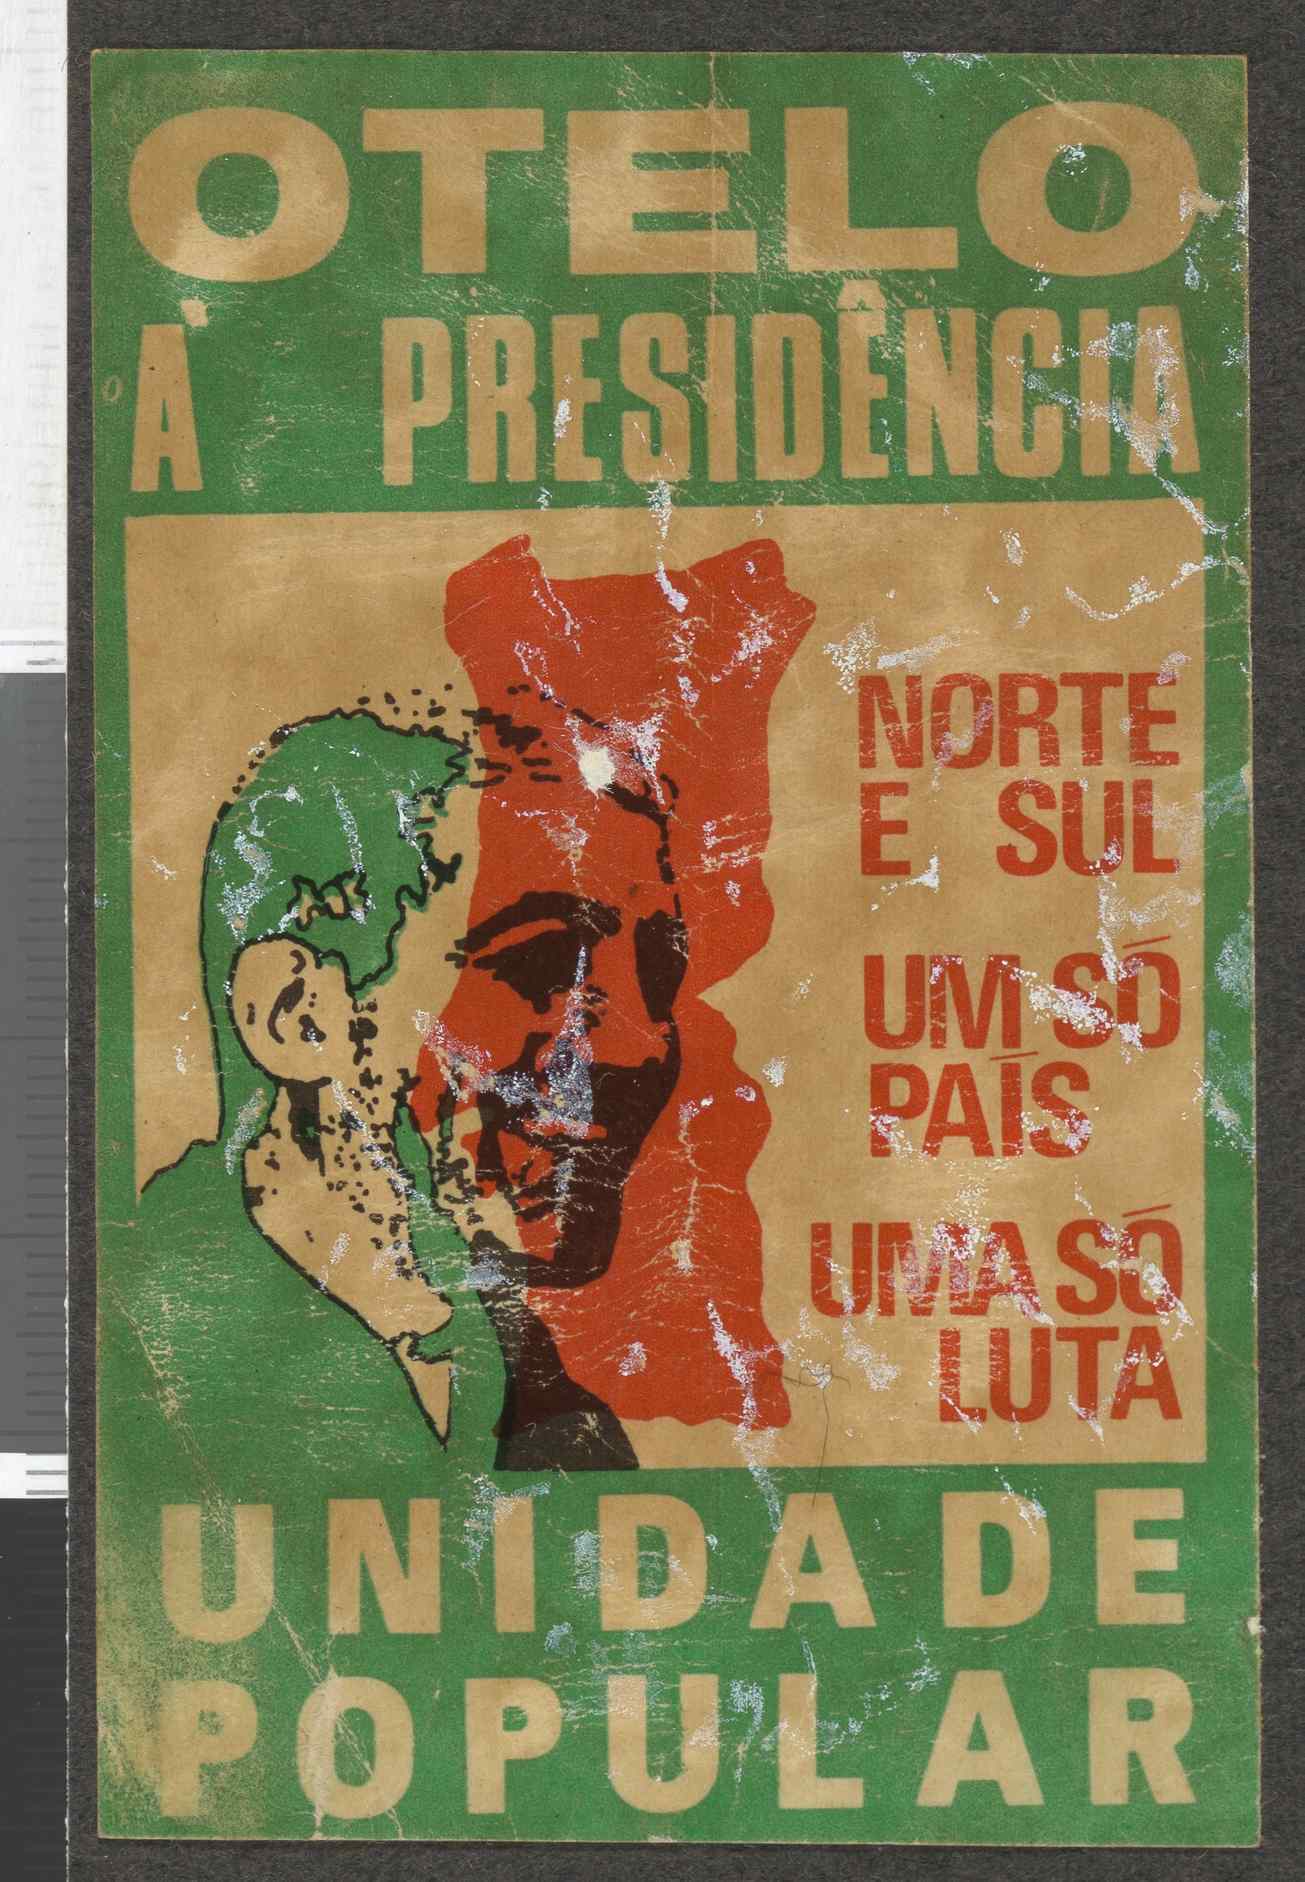 OTELO
À PRESIDÊNCIA
NORTE
E SUL
UM SÓ
PAÍS
UMA SÓ
LUTA
UNIDADE
POPULAR